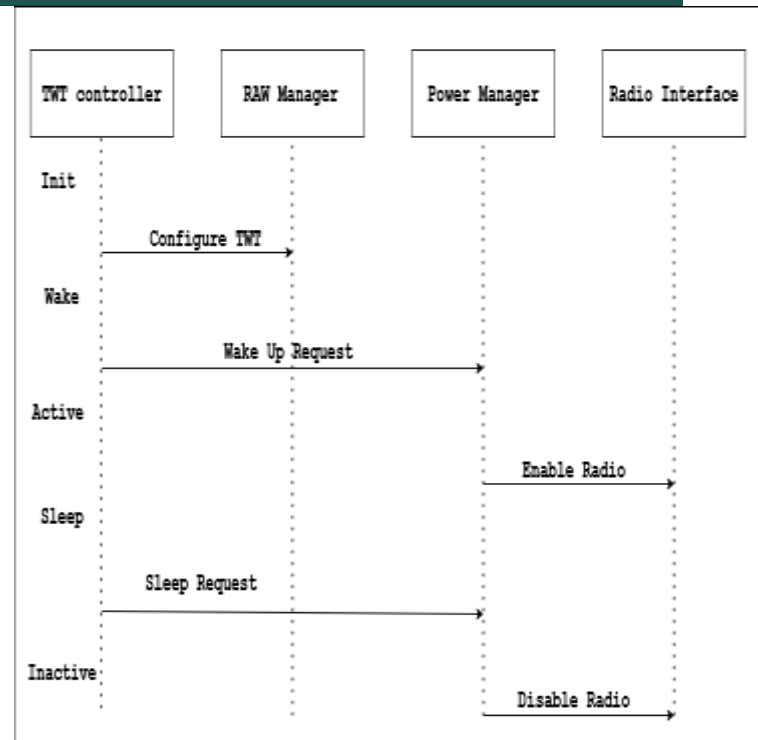 TWT controller
RAW Manager
Power Manager
Radio Interface
Init
Configure TWT
Wake
Wake Up Request
Active
Enable Radio
Sleep
Sleep Request
Inactive
Disable Radio